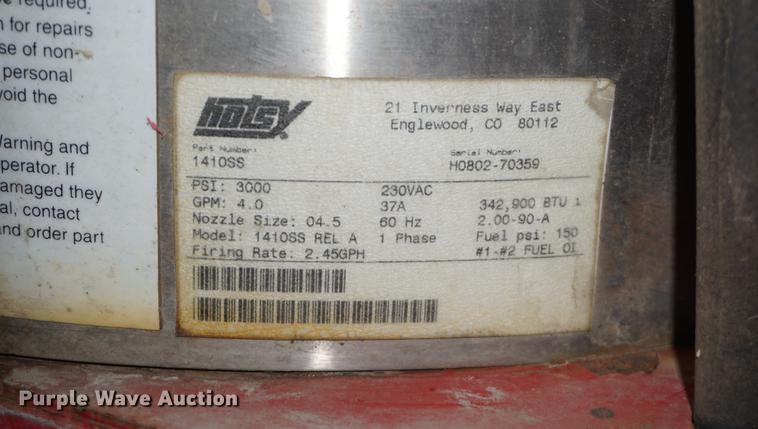 be required.
n for repairs
se of non-
personal
void the
Warning and
perator. If
amaged they
al, contact
and order part
hotsy
21 Inverness Way East
Englewood, CO 80112
Part Number:
1410SS
Serial Number:
H0802-70359
PSI: 3000 230VAC
GPM: 4.0 37A 342,900 BTU i
Nozzle Size: 04.5 60 Hz 2.00-90-A
Model: 1410SS REL A 1 Phase Fuel psi: 150
Firing Rate: 2.45GPH #1-#2 FUEL OI
Purple Wave Auction